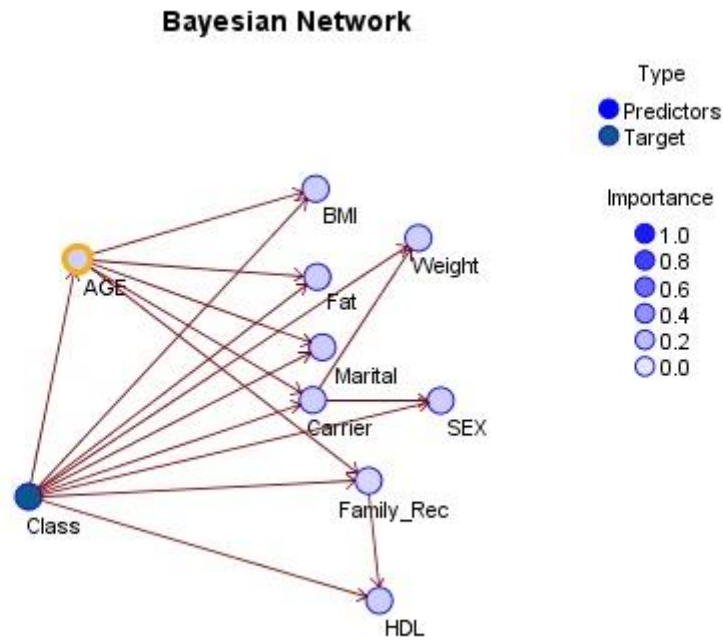 Bayesian Network
Type
Predictors
Target
Importance
1.0
0.8
0.6
0.4
0.2
0.0
BMI
Weight
AGE
Fat
Marital
Carrier
SEX
Family_Rec
Class
HDL